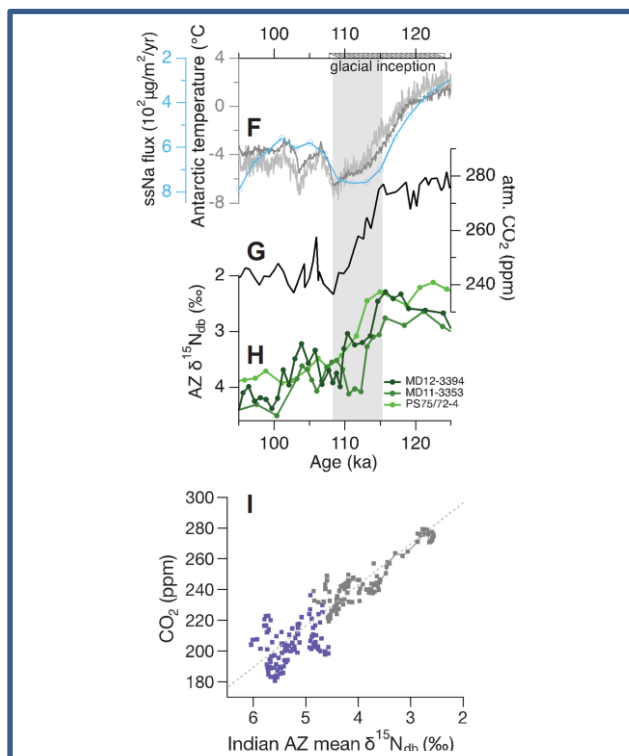 100 110 120
glacial inception
ssNa flux (10²µg/m²/yr)
2
4
6
8
Antarctic temperature °C
4
0
-4
-8
F
280
260
240
atm. CO₂ (ppm)
G
AZ δ¹⁵N_db (‰)
2
3
4
H
MD12-3394
MD11-3353
PS75/72-4
100 110 120
Age (ka)
I
CO₂ (ppm)
300
280
260
240
220
200
180
6 5 4 3 2
Indian AZ mean δ¹⁵N_db (‰)